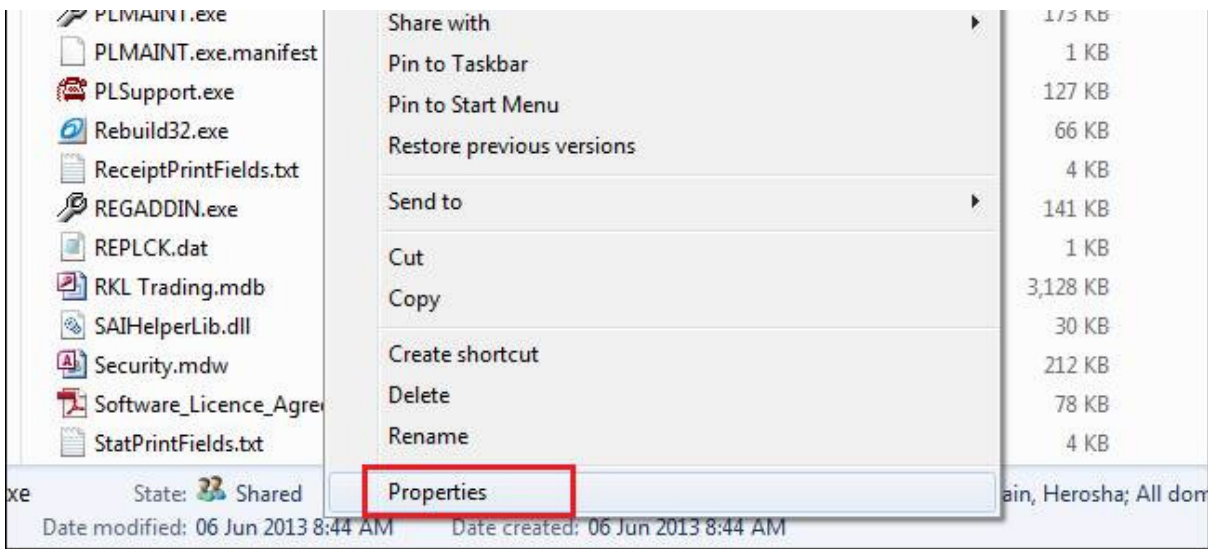 PLMAINT.exe Share with 173 KB
PLMAINT.exe.manifest Pin to Taskbar 1 KB
PLSupport.exe Pin to Start Menu 127 KB
Rebuild32.exe Restore previous versions 66 KB
ReceiptPrintFields.txt 4 KB
REGADDIN.exe Send to 141 KB
REPLCK.dat Cut 1 KB
RKL Trading.mdb Copy 3,128 KB
SAIHelperLib.dll 30 KB
Security.mdw Create shortcut 212 KB
Software_Licence_Agree Delete 78 KB
StatPrintFields.txt Rename 4 KB
xe State: Shared Properties ain, Herosha; All dom
Date modified: 06 Jun 2013 8:44 AM Date created: 06 Jun 2013 8:44 AM